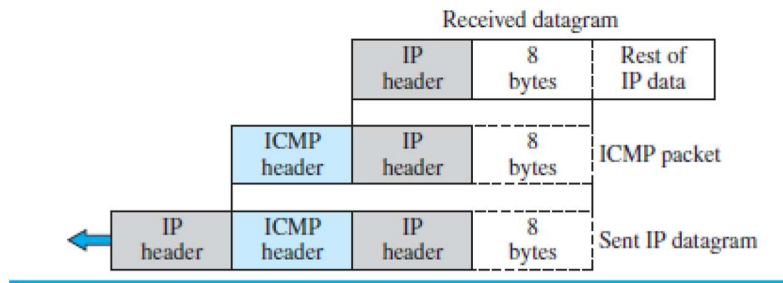 Received datagram
IP 8 Rest of
header bytes IP data
ICMP IP 8
header header bytes
ICMP packet
IP ICMP IP 8
header header header bytes
Sent IP datagram